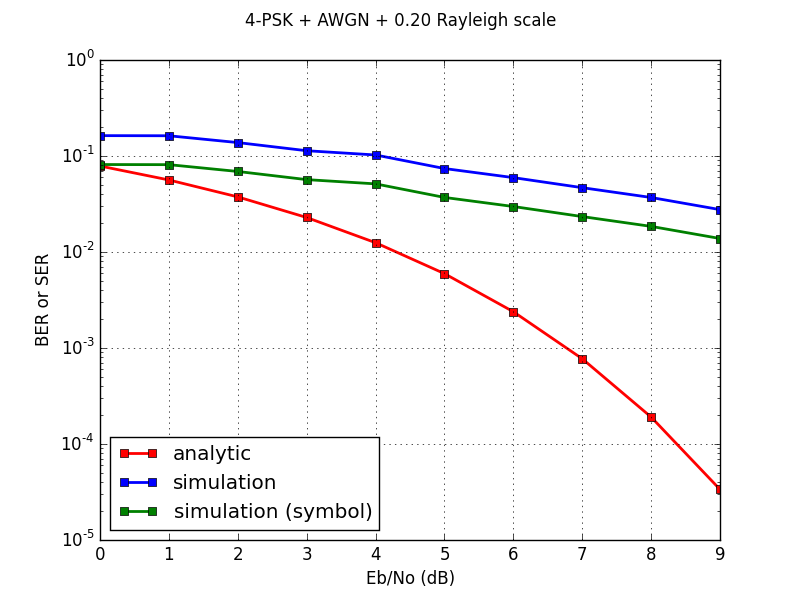 4-PSK + AWGN + 0.20 Rayleigh scale
10^0
10^-1
10^-2
10^-3
10^-4
10^-5
BER or SER
analytic
simulation
simulation (symbol)
0 1 2 3 4 5 6 7 8 9
Eb/No (dB)